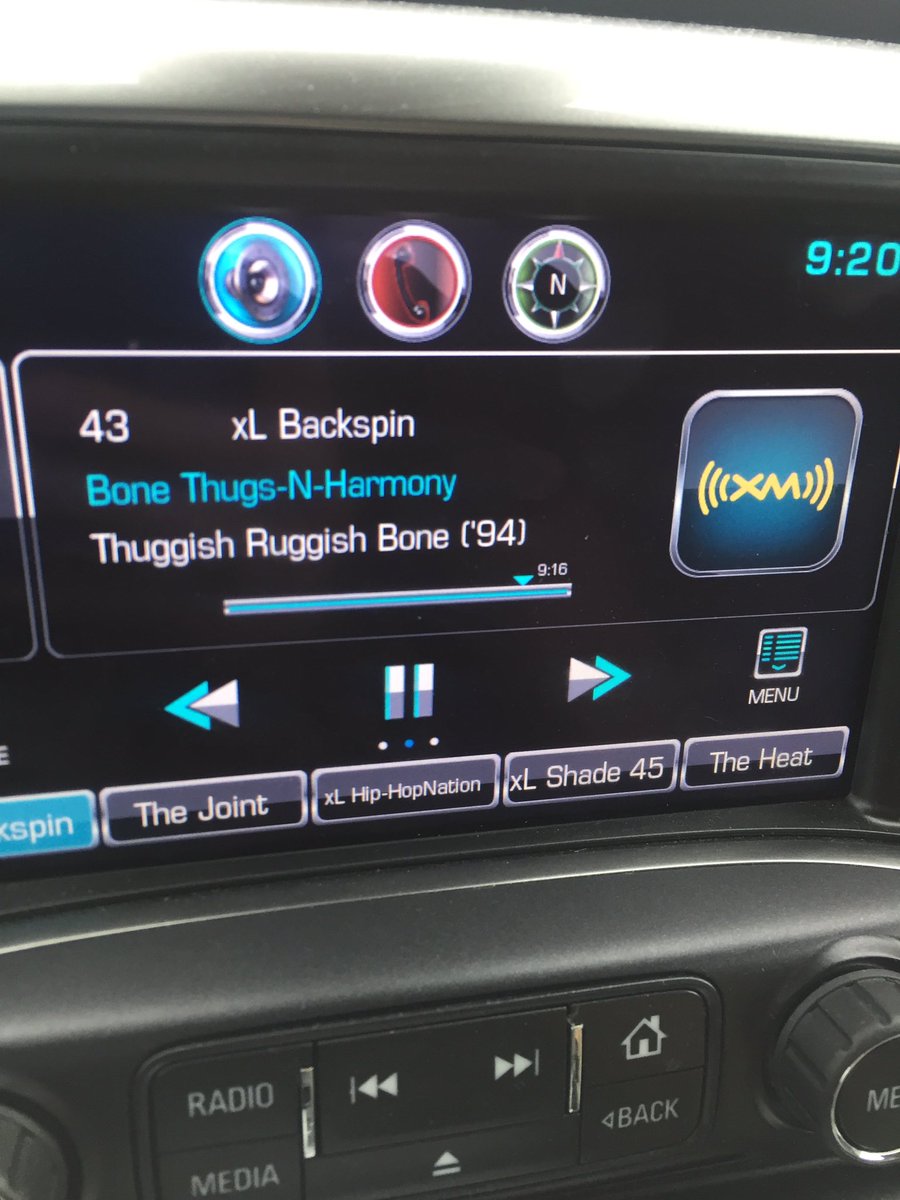 N
9:20
43 xL Backspin
Bone Thugs-N-Harmony
Thuggish Ruggish Bone ('94)
9:16
(((XM)))
MENU
E
kspin
The Joint
xL Hip-HopNation
xL Shade 45
The Heat
RADIO
MEDIA
BACK
ME